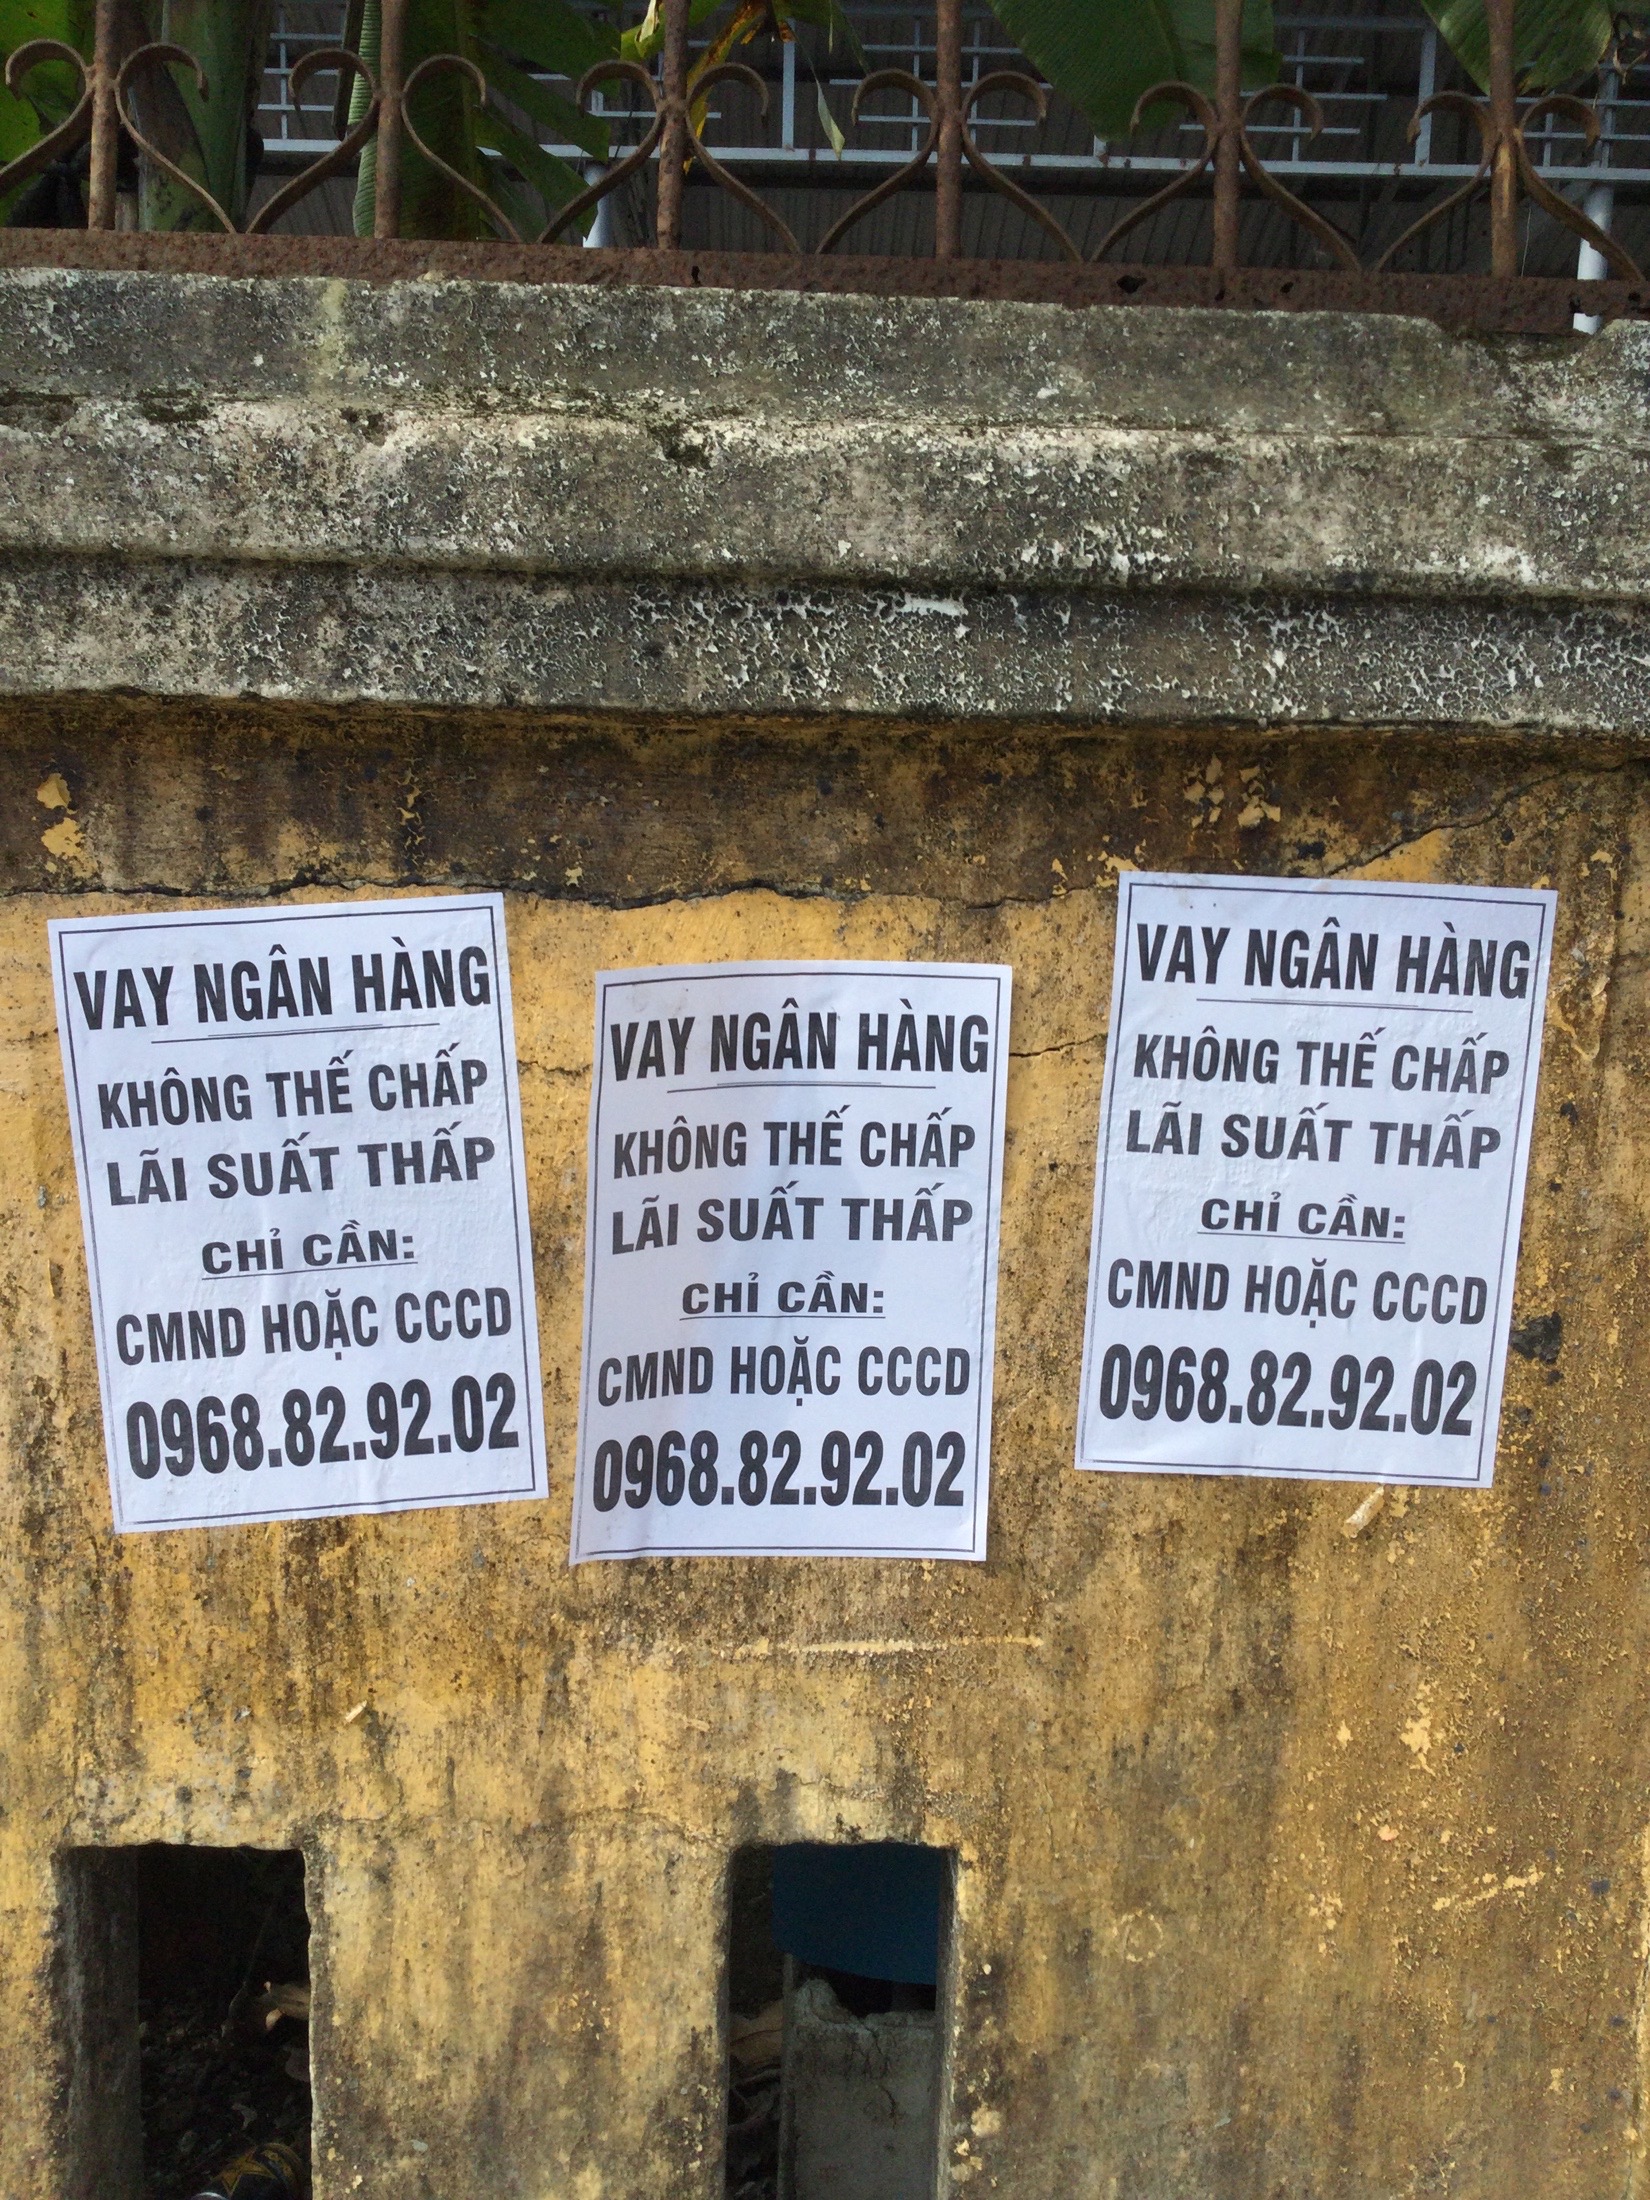 VAY NGÂN HÀNG
KHÔNG THẾ CHẤP
LÃI SUẤT THẤP
CHỈ CẦN:
CMND HOẶC CCCD
0968.82.92.02
VAY NGÂN HÀNG
KHÔNG THẾ CHẤP
LÃI SUẤT THẤP
CHỈ CẦN:
CMND HOẶC CCCD
0968.82.92.02
VAY NGÂN HÀNG
KHÔNG THẾ CHẤP
LÃI SUẤT THẤP
CHỈ CẦN:
CMND HOẶC CCCD
0968.82.92.02